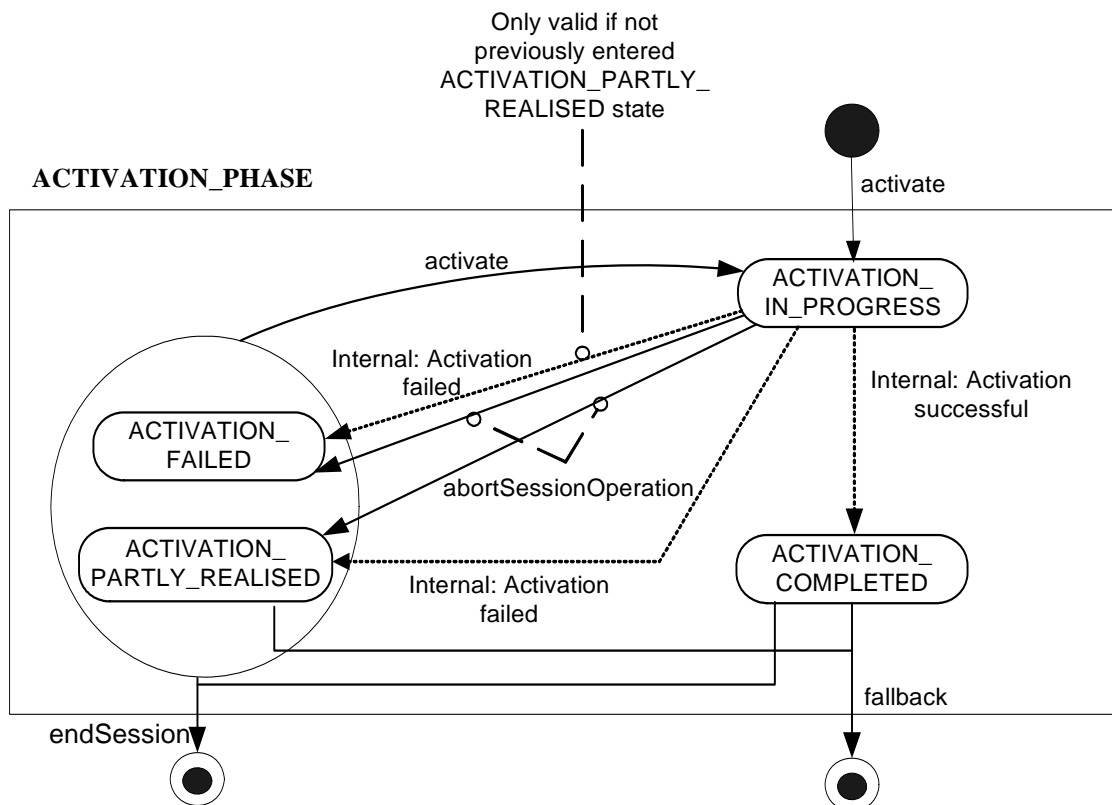 Only valid if not
previously entered
ACTIVATION_PARTLY_
REALISED state
ACTIVATION_PHASE
activate
activate
ACTIVATION_
IN_PROGRESS
Internal: Activation
failed
Internal: Activation
successful
ACTIVATION_
FAILED
abortSessionOperation
ACTIVATION_
PARTLY_REALISED
Internal: Activation
failed
ACTIVATION_
COMPLETED
fallback
endSession